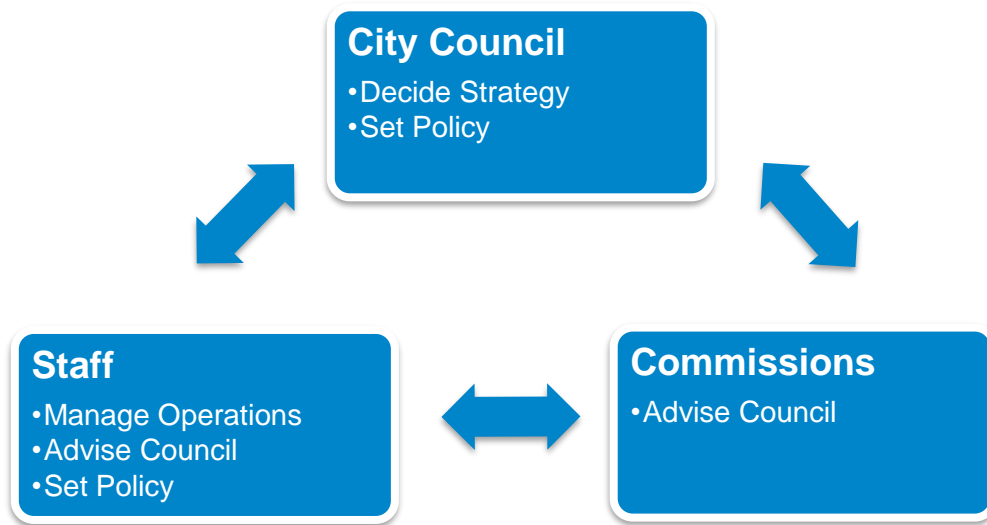 City Council
•Decide Strategy
•Set Policy
Staff
•Manage Operations
•Advise Council
•Set Policy
Commissions
•Advise Council